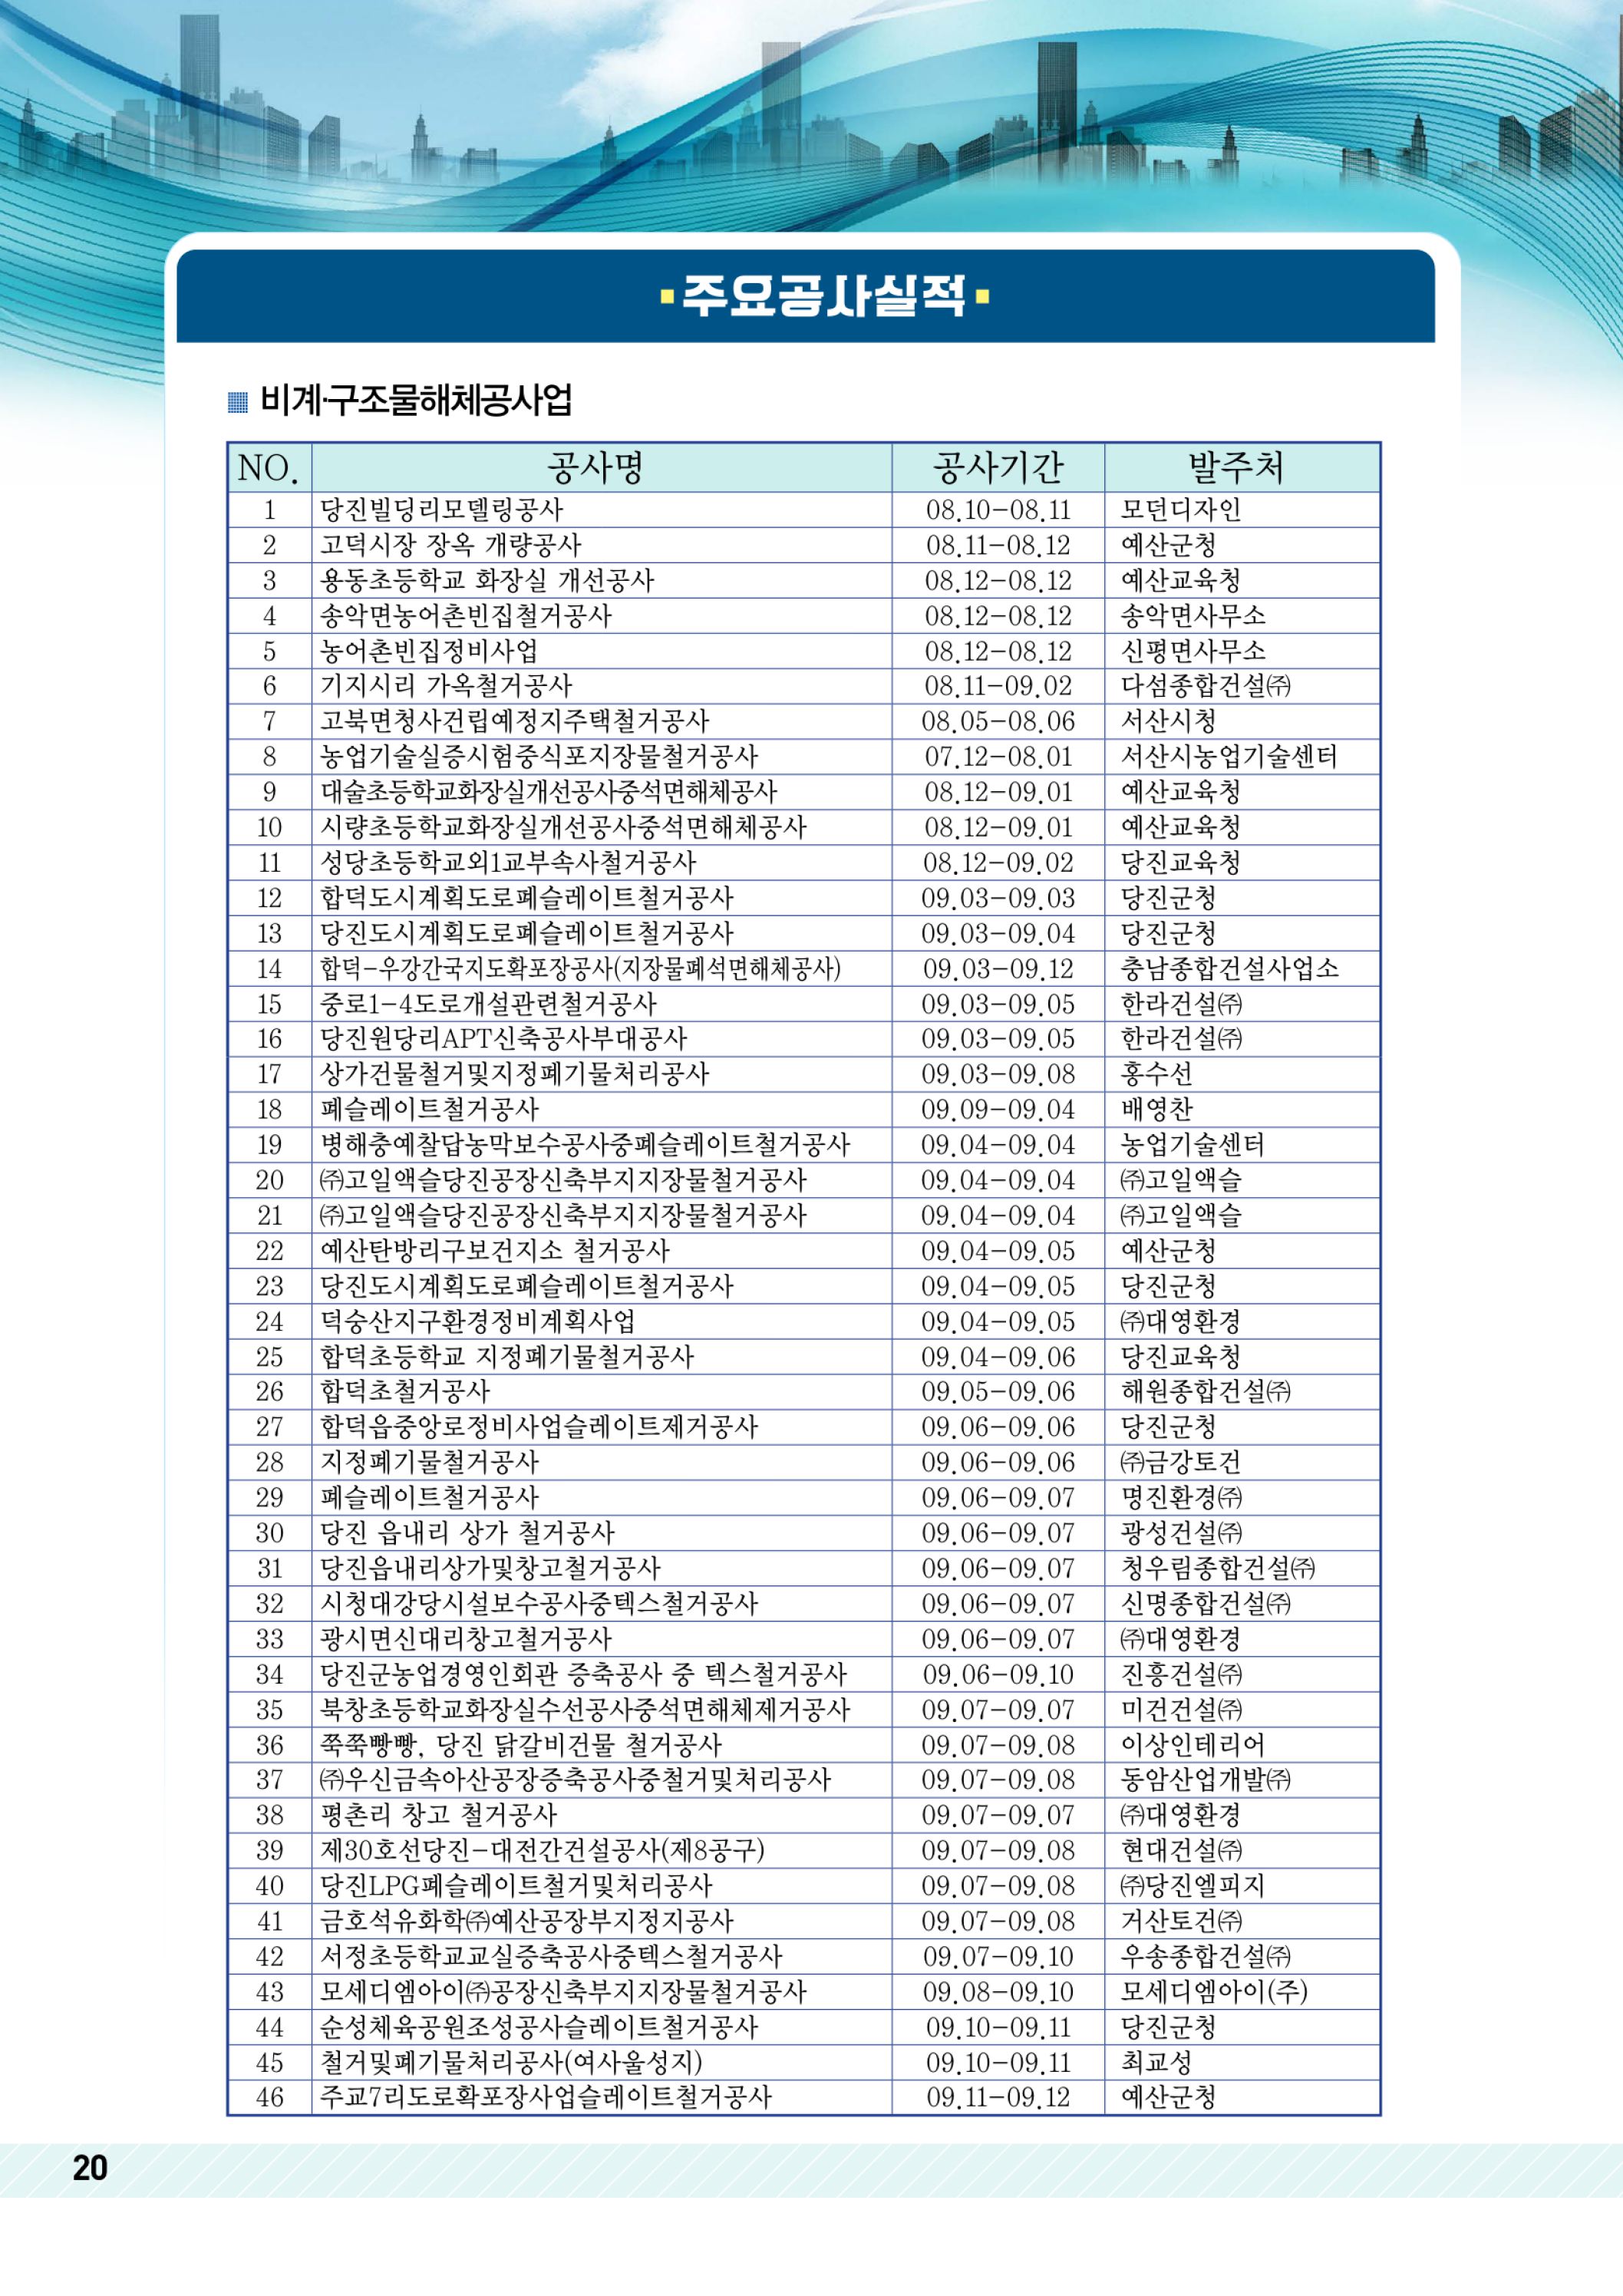 주요공사실적
비계·구조물해체공사업
NO. 공사명 공사기간 발주처
1 당진빌딩리모델링공사 08.10-08.11 모던디자인
2 고덕시장 장옥 개량공사 08.11-08.12 예산군청
3 용동초등학교 화장실 개선공사 08.12-08.12 예산교육청
4 송악면농어촌빈집철거공사 08.12-08.12 송악면사무소
5 농어촌빈집정비사업 08.12-08.12 신평면사무소
6 기지시리 가옥철거공사 08.11-09.02 다섬종합건설㈜
7 고북면청사건립예정지주택철거공사 08.05-08.06 서산시청
8 농업기술실증시험증식포지장물철거공사 07.12-08.01 서산시농업기술센터
9 대술초등학교화장실개선공사중석면해체공사 08.12-09.01 예산교육청
10 시량초등학교화장실개선공사중석면해체공사 08.12-09.01 예산교육청
11 성당초등학교외1교부속사철거공사 08.12-09.02 당진교육청
12 합덕도시계획도로폐슬레이트철거공사 09.03-09.03 당진군청
13 당진도시계획도로폐슬레이트철거공사 09.03-09.04 당진군청
14 합덕-우강간국지도확포장공사(지장물폐석면해체공사) 09.03-09.12 충남종합건설사업소
15 중로1-4도로개설관련철거공사 09.03-09.05 한라건설㈜
16 당진원당리APT신축공사부대공사 09.03-09.05 한라건설㈜
17 상가건물철거및지정폐기물처리공사 09.03-09.08 홍수선
18 폐슬레이트철거공사 09.09-09.04 배영찬
19 병해충예찰답농막보수공사중폐슬레이트철거공사 09.04-09.04 농업기술센터
20 ㈜고일액슬당진공장신축부지지장물철거공사 09.04-09.04 ㈜고일액슬
21 ㈜고일액슬당진공장신축부지지장물철거공사 09.04-09.04 ㈜고일액슬
22 예산탄방리구보건지소 철거공사 09.04-09.05 예산군청
23 당진도시계획도로폐슬레이트철거공사 09.04-09.05 당진군청
24 덕숭산지구환경정비계획사업 09.04-09.05 ㈜대영환경
25 합덕초등학교 지정폐기물철거공사 09.04-09.06 당진교육청
26 합덕초철거공사 09.05-09.06 해원종합건설㈜
27 합덕읍중앙로정비사업슬레이트제거공사 09.06-09.06 당진군청
28 지정폐기물철거공사 09.06-09.06 ㈜금강토건
29 폐슬레이트철거공사 09.06-09.07 명진환경㈜
30 당진 읍내리 상가 철거공사 09.06-09.07 광성건설㈜
31 당진읍내리상가및창고철거공사 09.06-09.07 청우림종합건설㈜
32 시청대강당시설보수공사중텍스철거공사 09.06-09.07 신명종합건설㈜
33 광시면신대리창고철거공사 09.06-09.07 ㈜대영환경
34 당진군농업경영인회관 증축공사 중 텍스철거공사 09.06-09.10 진흥건설㈜
35 북창초등학교화장실수선공사중석면해체제거공사 09.07-09.07 미건건설㈜
36 쭉쭉빵빵, 당진 닭갈비건물 철거공사 09.07-09.08 이상인테리어
37 ㈜우신금속아산공장증축공사중철거및처리공사 09.07-09.08 동암산업개발㈜
38 평촌리 창고 철거공사 09.07-09.07 ㈜대영환경
39 제30호선당진-대전간건설공사(제8공구) 09.07-09.08 현대건설㈜
40 당진LPG폐슬레이트철거및처리공사 09.07-09.08 ㈜당진엘피지
41 금호석유화학㈜예산공장부지정지공사 09.07-09.08 거산토건㈜
42 서정초등학교교실증축공사중텍스철거공사 09.07-09.10 우송종합건설㈜
43 모세디엠아이㈜공장신축부지지장물철거공사 09.08-09.10 모세디엠아이(주)
44 순성체육공원조성공사슬레이트철거공사 09.10-09.11 당진군청
45 철거및폐기물처리공사(여사울성지) 09.10-09.11 최교성
46 주교7리도로확포장사업슬레이트철거공사 09.11-09.12 예산군청
20